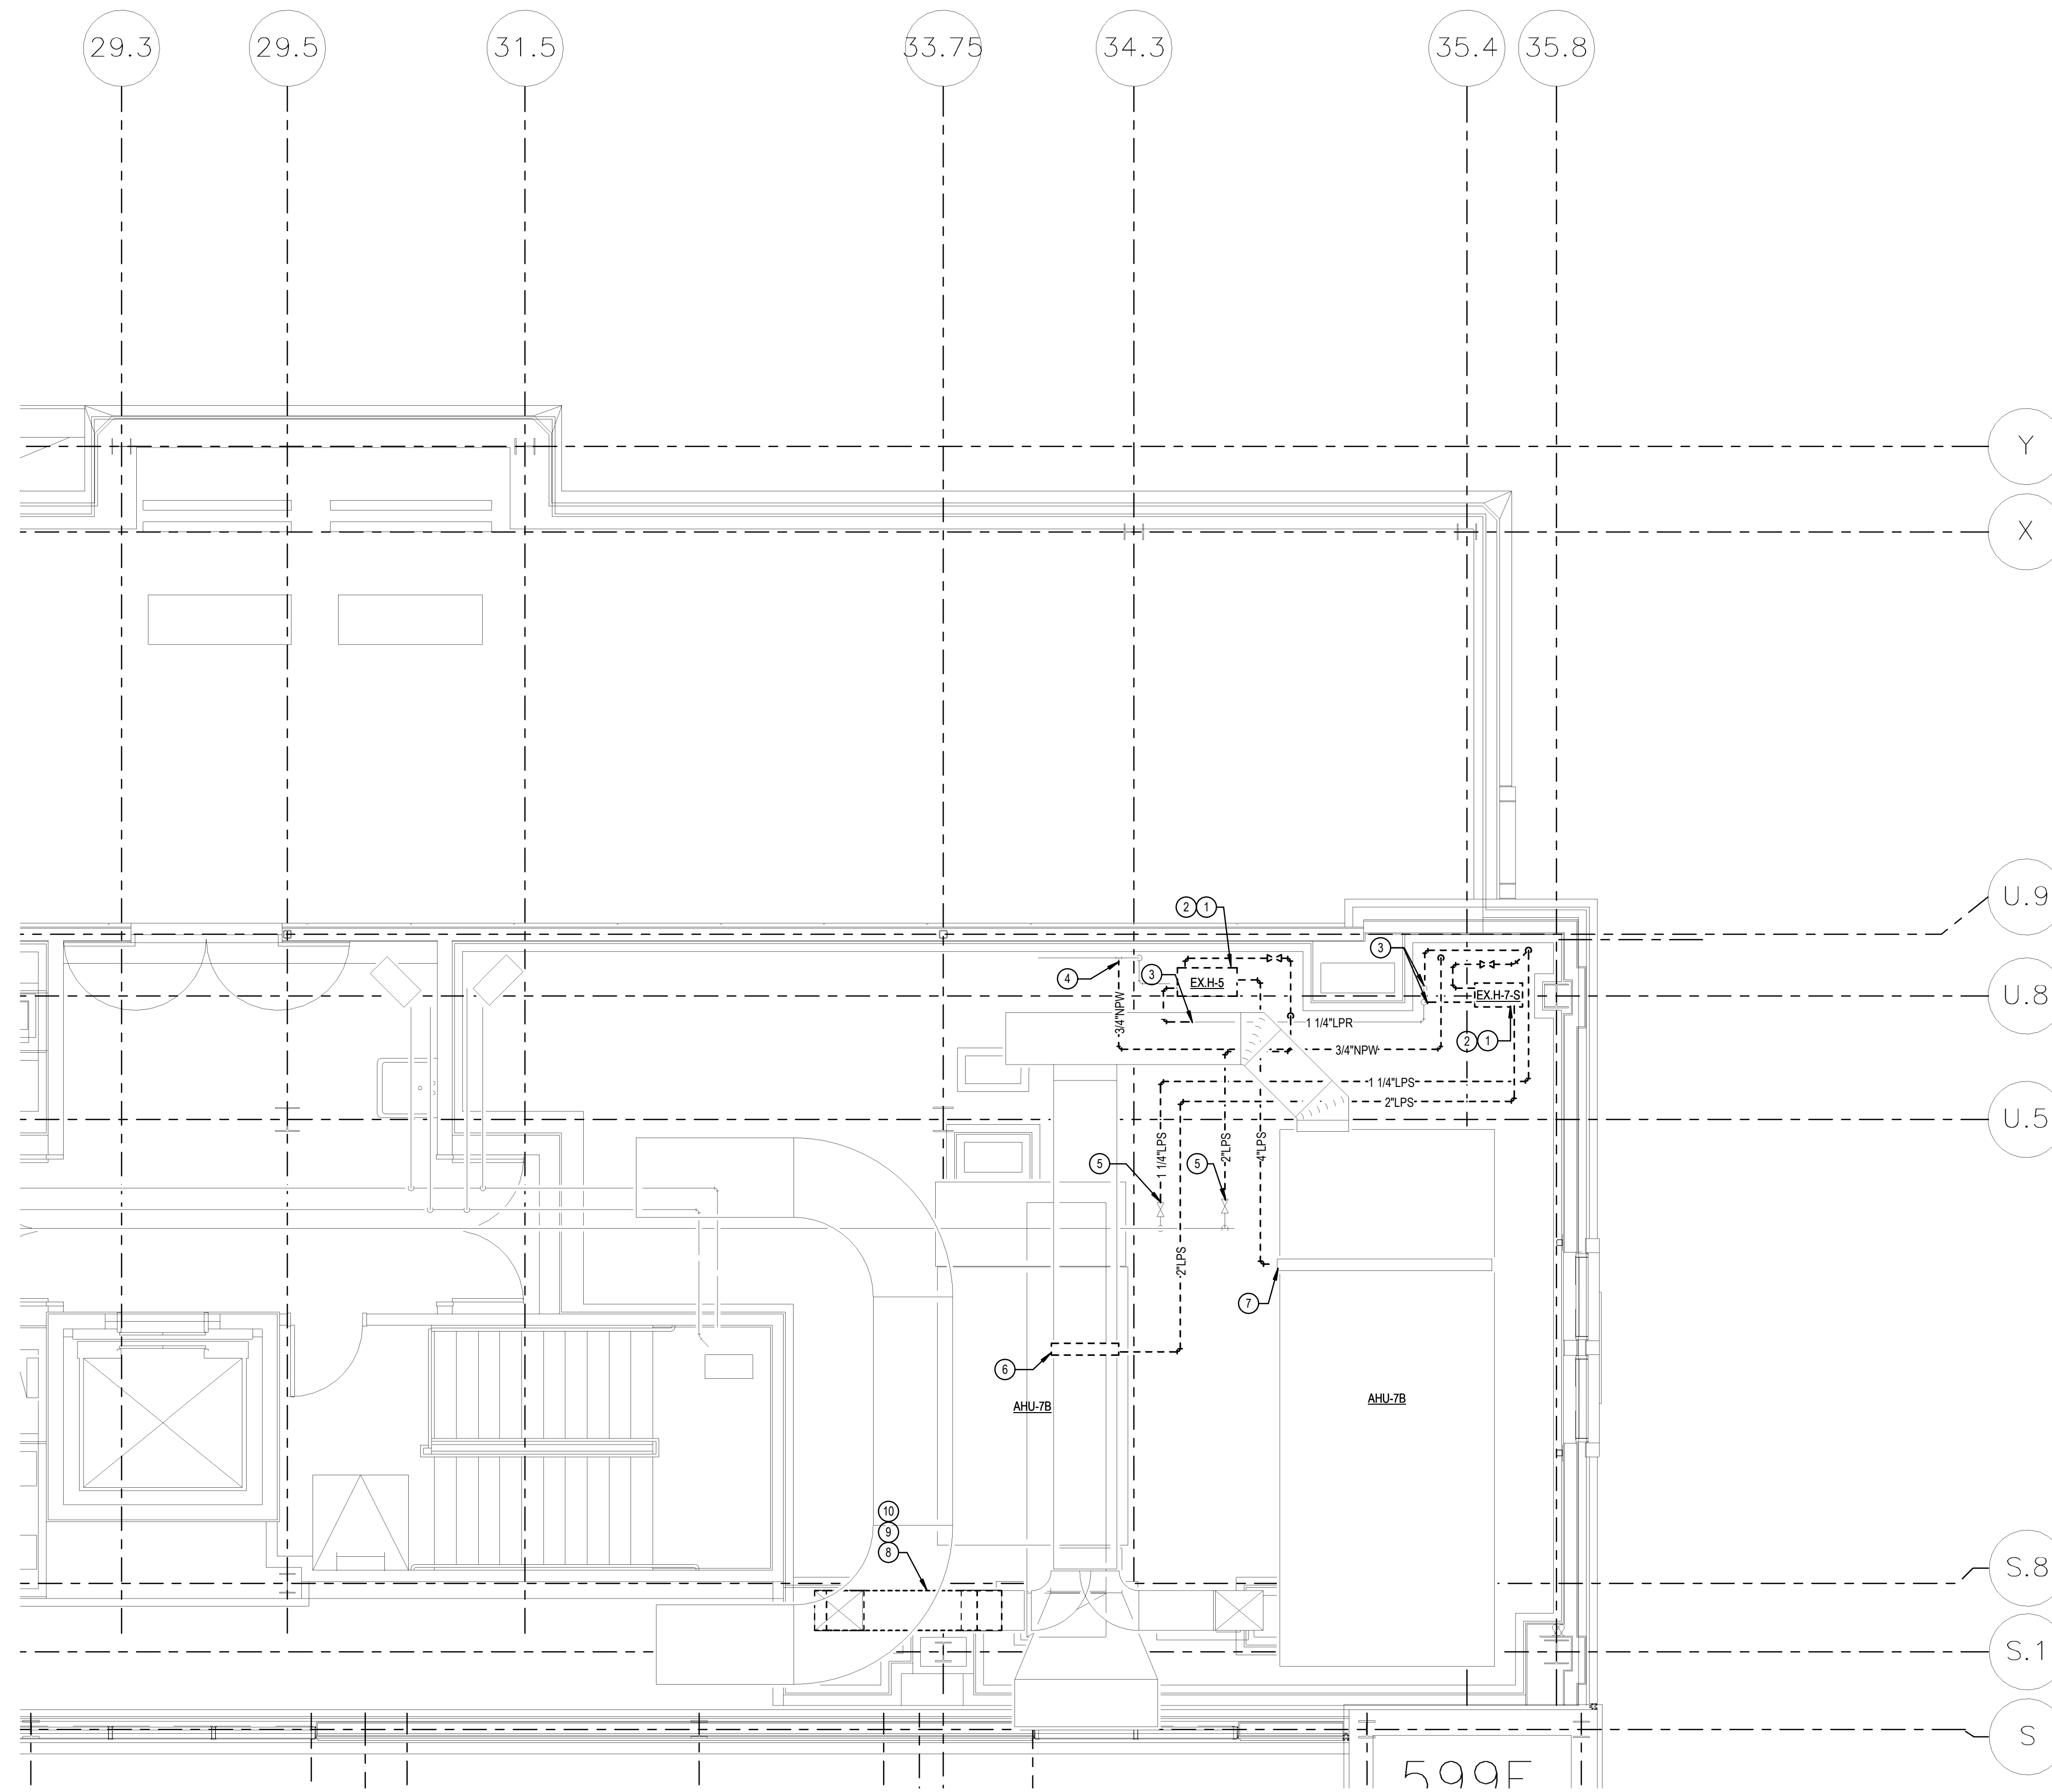 29.3
29.5
31.5
33.75
34.3
35.4
35.8
Y
X
U.9
2 1
3
4
3
EX.H-5
EX.H-7-S
U.8
3/4"NPW
1 1/4"LPR
2 1
3/4"NPW
1 1/4"LPS
2"LPS
U.5
5
1 1/4"LPS
5
2"LPS
4"LPS
2"LPS
7
6
AHU-7B
AHU-7B
10
9
8
S.8
S.1
S
599F